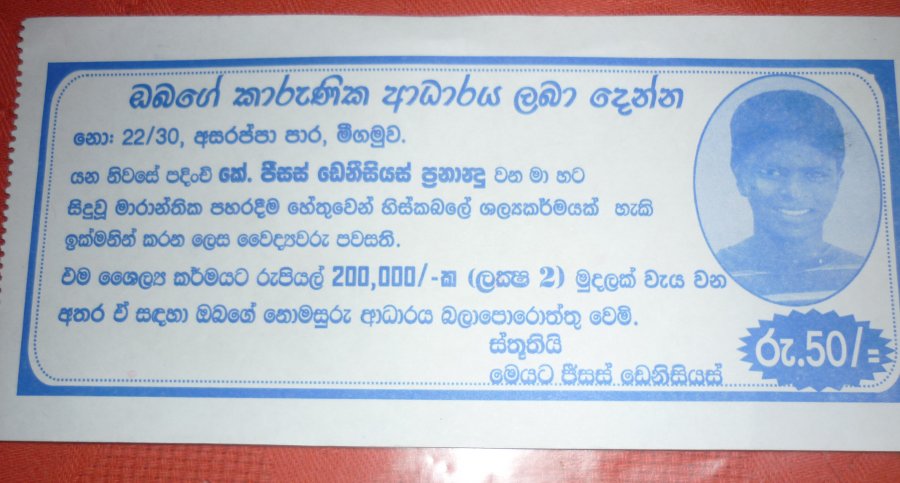 ඔබගේ කාරුණික ආධාරය ලබා දෙන්න
නො: 22/30, අසරප්පා පාර, මීගමුව.
යන නිවසේ පදිංචි කේ. ජීසස් ඩෙනීසියස් ප්‍රනාන්දු වන මා හට
සිදුවූ මාරාන්තික පහරදීම හේතුවෙන් හිස්කබලේ ශල්‍යකර්මයක් හැකි
ඉක්මනින් කරන ලෙස වෛද්‍යවරු පවසති.
එම ශෛල්‍ය කර්මයට රුපියල් 200,000/-ක (ලක්‍ෂ 2) මුදලක් වැය වන
අතර ඒ සඳහා ඔබගේ නොමසුරු ආධාරය බලාපොරොත්තු වෙමි.
ස්තූතියි
මෙයට ජීසස් ඩෙනිසියස්
රු.50/=